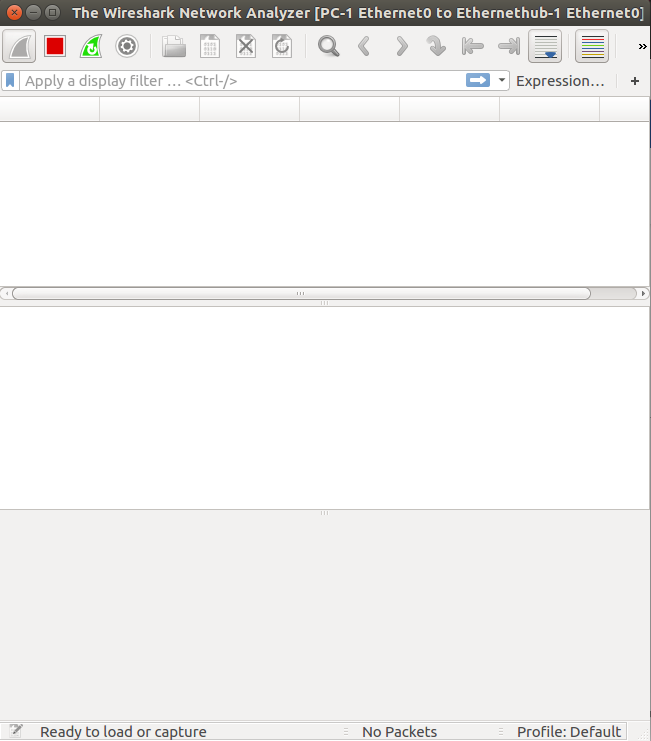 The Wireshark Network Analyzer [PC-1 Ethernet0 to Ethernethub-1 Ethernet0]
»
Apply a display filter … <Ctrl-/> Expression… +
Ready to load or capture No Packets Profile: Default